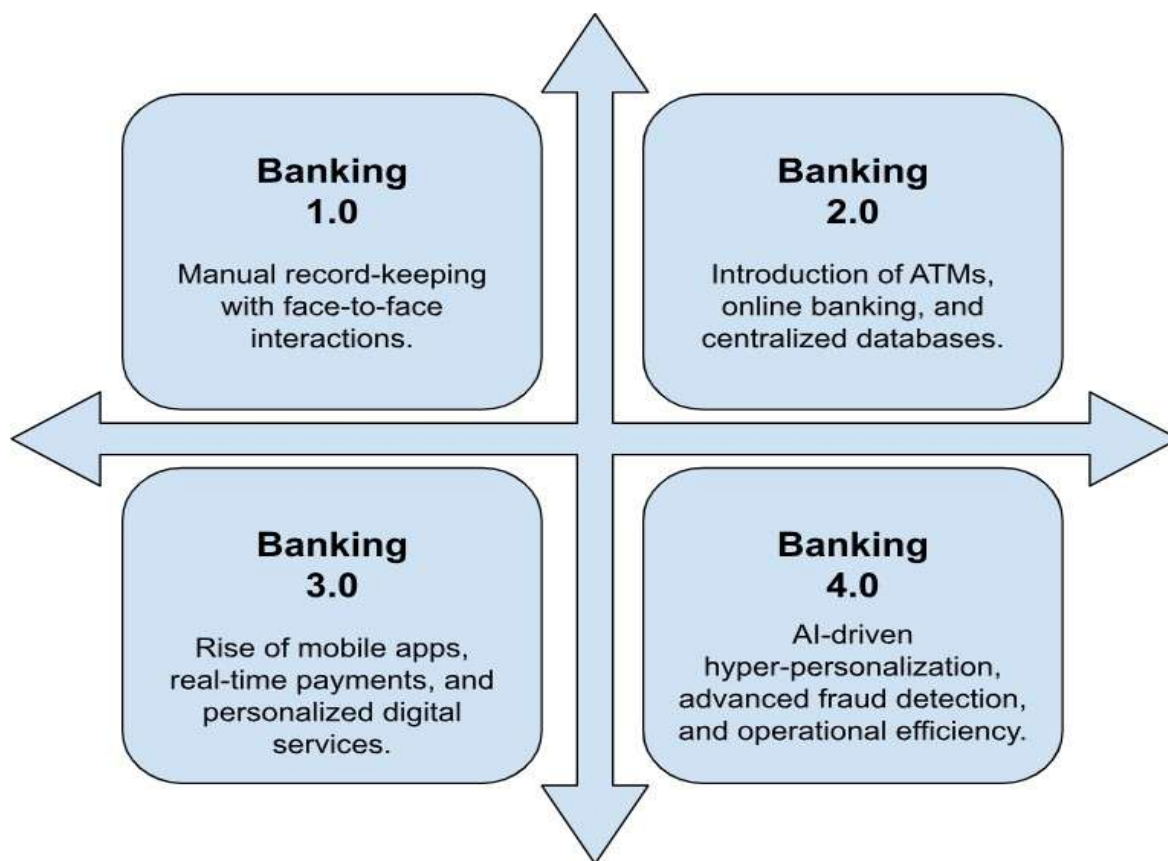 Banking
1.0
Manual record-keeping
with face-to-face
interactions.
Banking
2.0
Introduction of ATMs,
online banking, and
centralized databases.
Banking
3.0
Rise of mobile apps,
real-time payments, and
personalized digital
services.
Banking
4.0
AI-driven
hyper-personalization,
advanced fraud detection,
and operational efficiency.